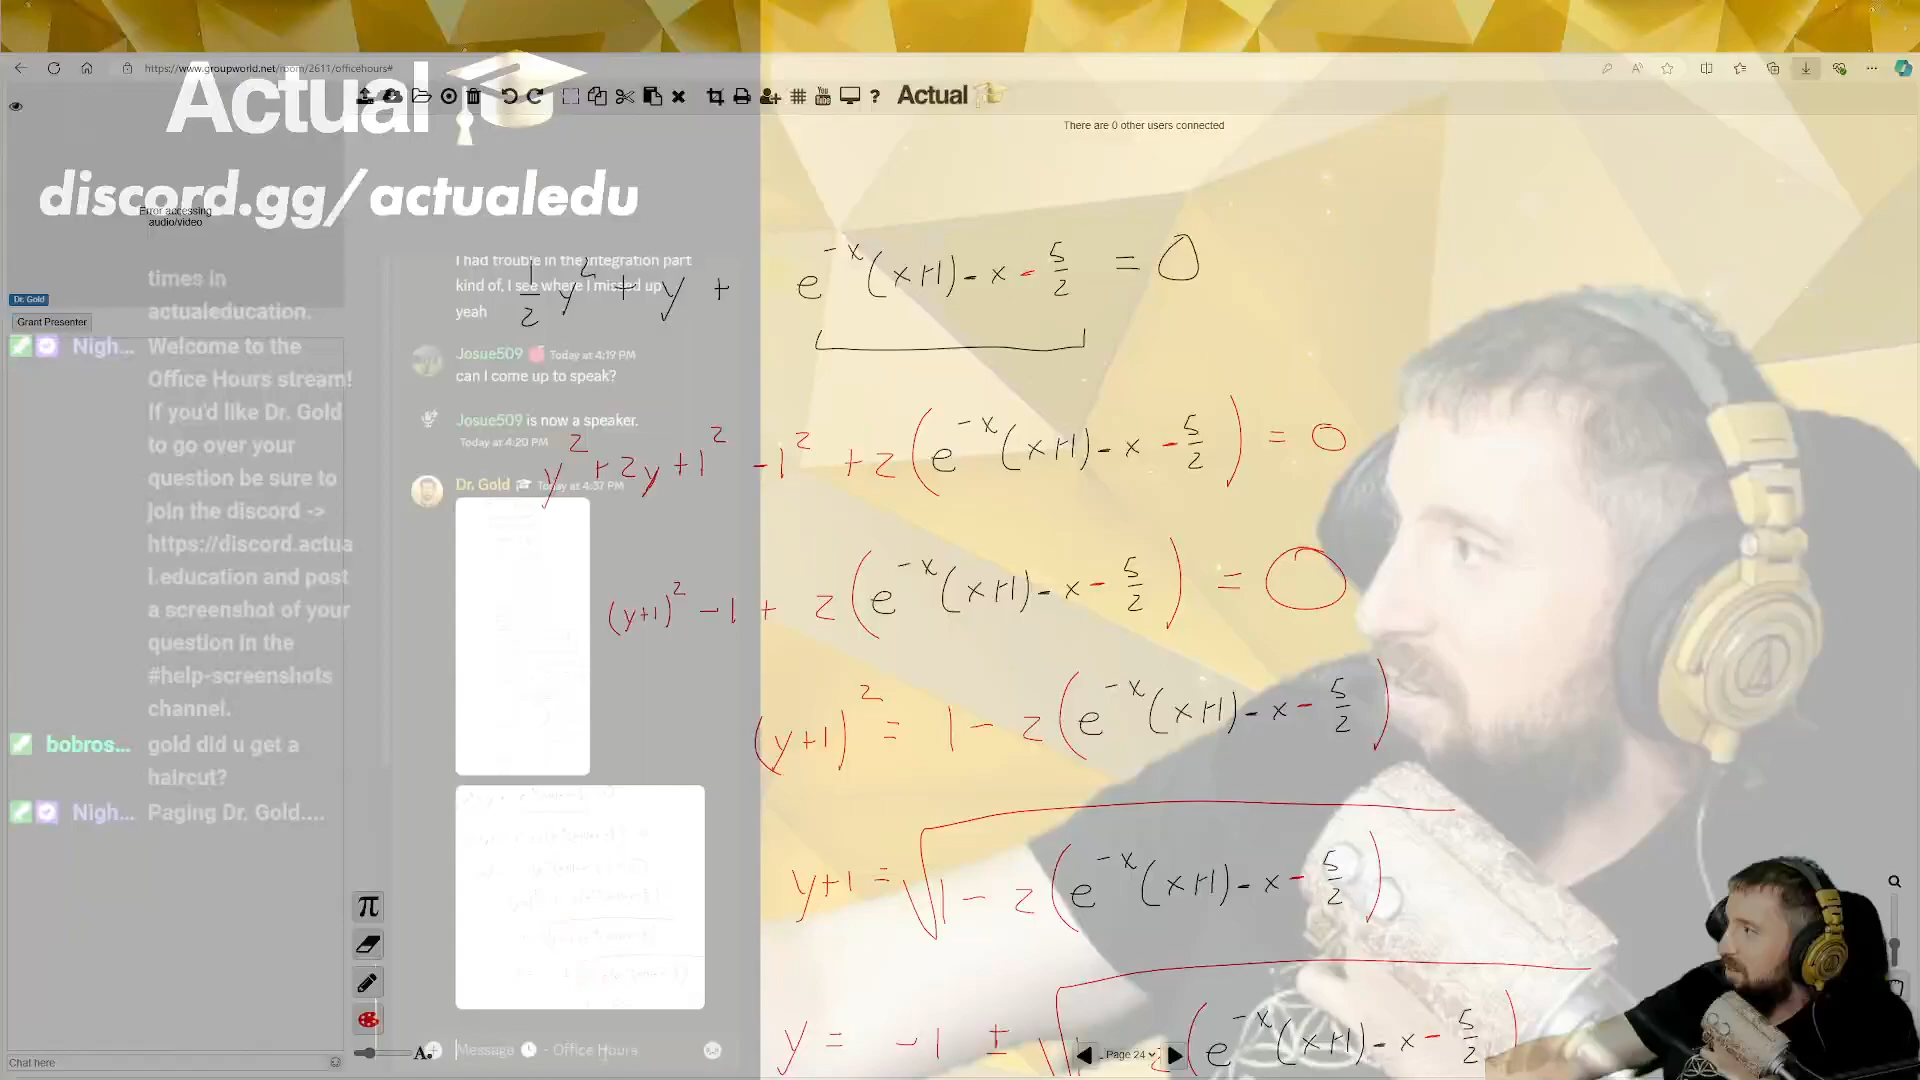 https://www.groupworld.net/room/2611/officehours#
Actual
discord.gg/actualedu
Actual
There are 0 other users connected
Error accessing
audio/video
Dr. Gold
Grant Presenter
times in
actualeducation.
Nigh... Welcome to the
Office Hours stream!
If you'd like Dr. Gold
to go over your
question be sure to
join the discord ->
https://discord.actua
l.education and post
a screenshot of your
question in the
#help-screenshots
channel.
bobros... gold did u get a
haircut?
Nigh... Paging Dr. Gold....
Chat here
I had trouble in the integration part
kind of, I see where I missed up
yeah
Josue509 Today at 4:19 PM
can I come up to speak?
Josue509 is now a speaker.
Today at 4:20 PM
Dr. Gold Today at 4:37 PM
Message - Office Hours
½y² + y + e^-x (x+1) - x - 5/2 = 0
y² + 2y + 1² - 1² + 2(e^-x (x+1) - x - 5/2) = 0
(y+1)² - 1 + 2(e^-x (x+1) - x - 5/2) = 0
(y+1)² = 1 - 2(e^-x (x+1) - x - 5/2)
y+1 = √1 - 2(e^-x (x+1) - x - 5/2)
y = -1 ± √ (e^-x (x+1) - x - 5/2)
π
A.
Page 24